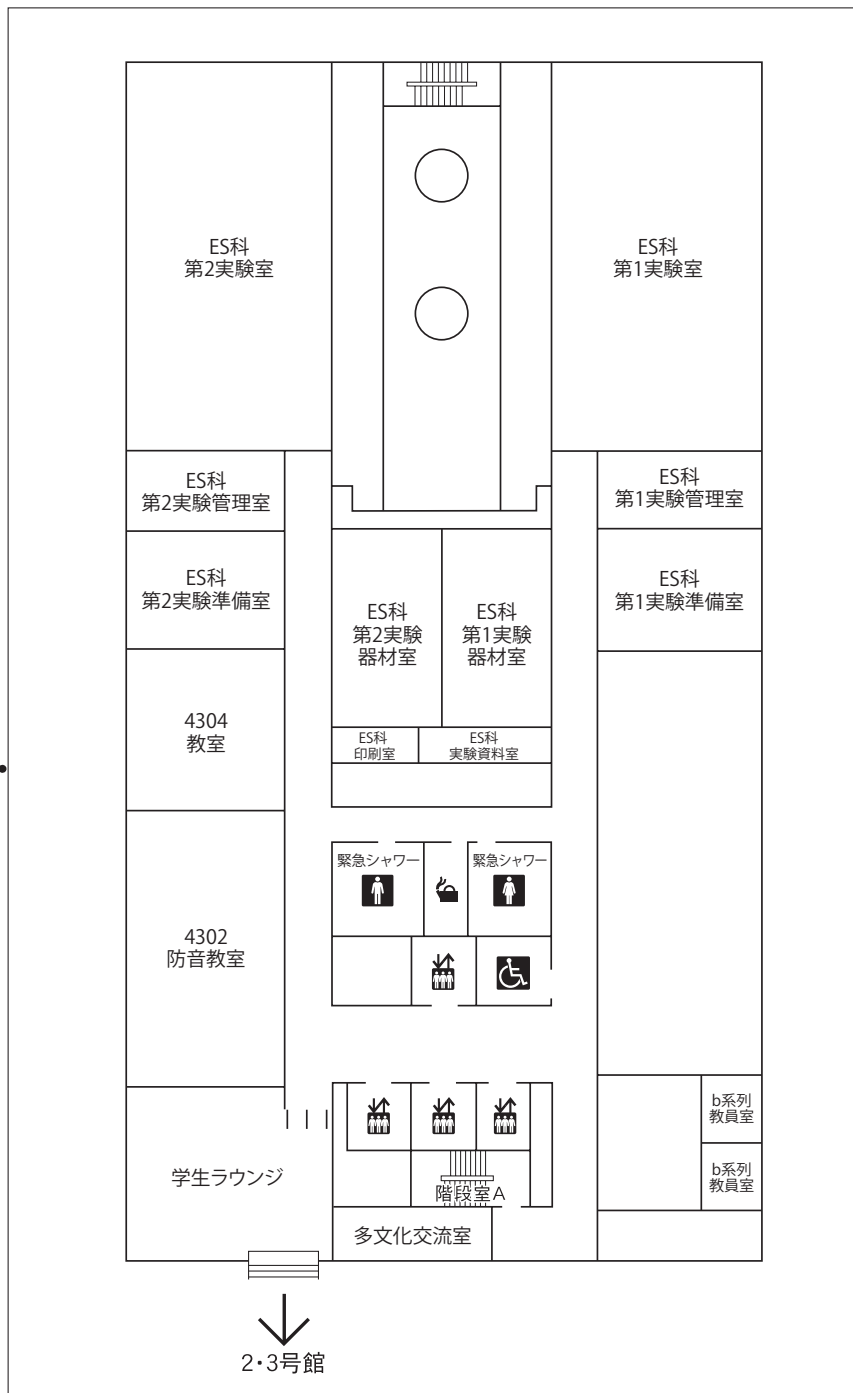 ES科
第2実験室
ES科
第1実験室
ES科
第2実験管理室
ES科
第1実験管理室
ES科
第2実験準備室
ES科
第1実験準備室
ES科
第2実験
器材室
ES科
第1実験
器材室
4304
教室
ES科
印刷室
ES科
実験資料室
緊急シャワー
緊急シャワー
4302
防音教室
b系列
教員室
b系列
教員室
学生ラウンジ
階段室A
多文化交流室
2・3号館